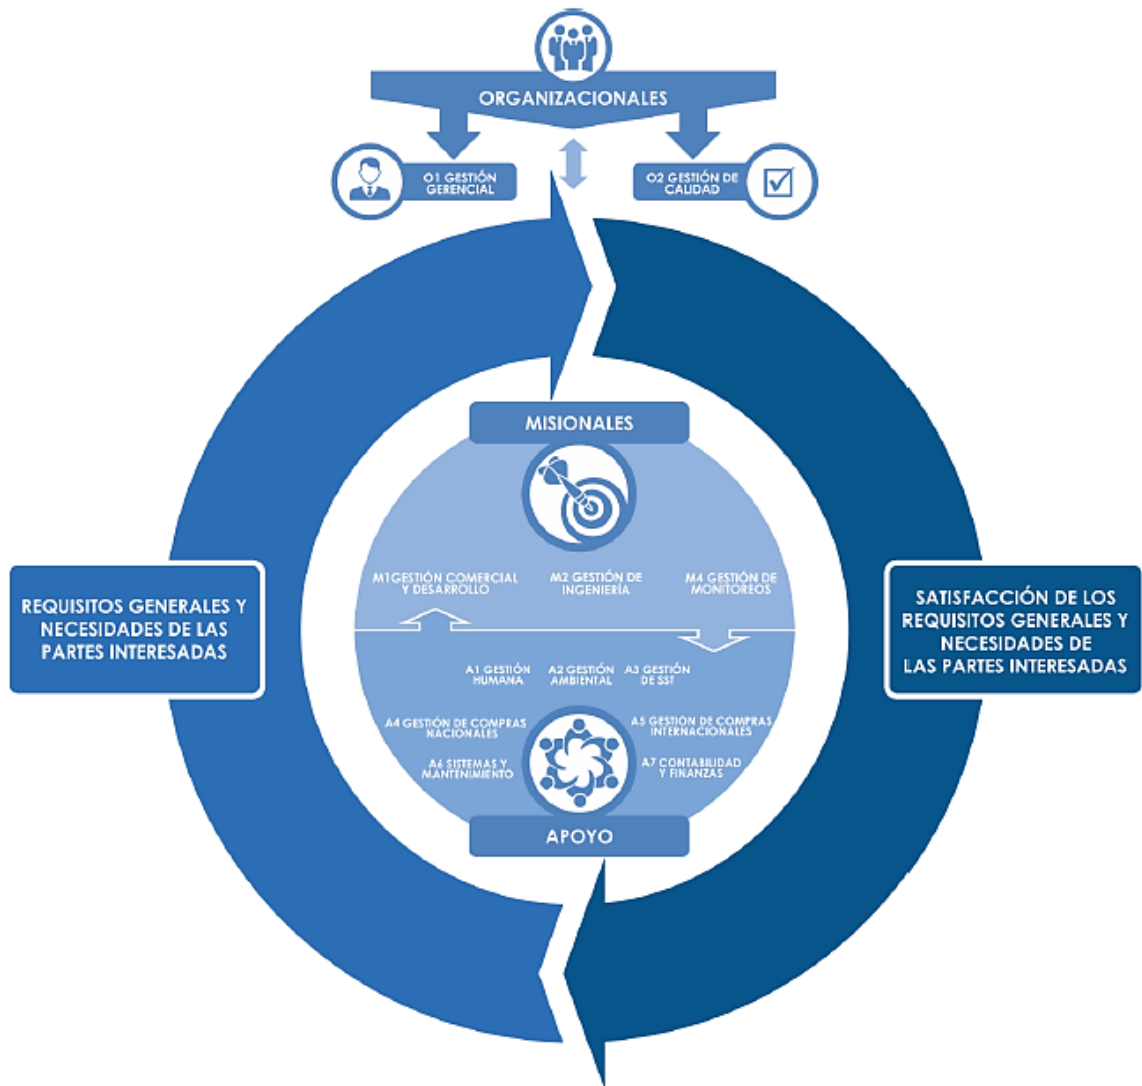 ORGANIZACIONALES
O1 GESTIÓN
GERENCIAL
O2 GESTIÓN DE
CALIDAD
MISIONALES
M1GESTIÓN COMERCIAL
Y DESARROLLO
M2 GESTIÓN DE
INGENIERÍA
M4 GESTIÓN DE
MONITOREOS
REQUISITOS GENERALES Y
NECESIDADES DE LAS
PARTES INTERESADAS
SATISFACCIÓN DE LOS
REQUISITOS GENERALES Y
NECESIDADES DE
LAS PARTES INTERESADAS
A1 GESTIÓN
HUMANA
A2 GESTIÓN
AMBIENTAL
A3 GESTIÓN
DE SST
A4 GESTIÓN DE COMPRAS
NACIONALES
A5 GESTIÓN DE COMPRAS
INTERNACIONALES
A6 SISTEMAS Y
MANTENIMIENTO
A7 CONTABILIDAD
Y FINANZAS
APOYO